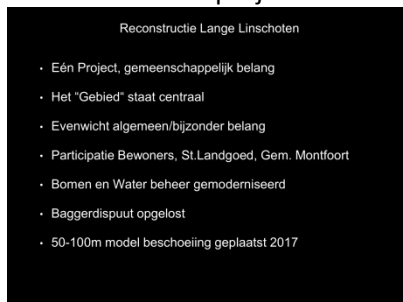 Reconstructie Lange Linschoten
• Eén Project, gemeenschappelijk belang
• Het "Gebied" staat centraal
• Evenwicht algemeen/bijzonder belang
• Participatie Bewoners, St.Landgoed, Gem. Montfoort
• Bomen en Water beheer gemoderniseerd
• Baggerdispuut opgelost
• 50-100m model beschoeiing geplaatst 2017